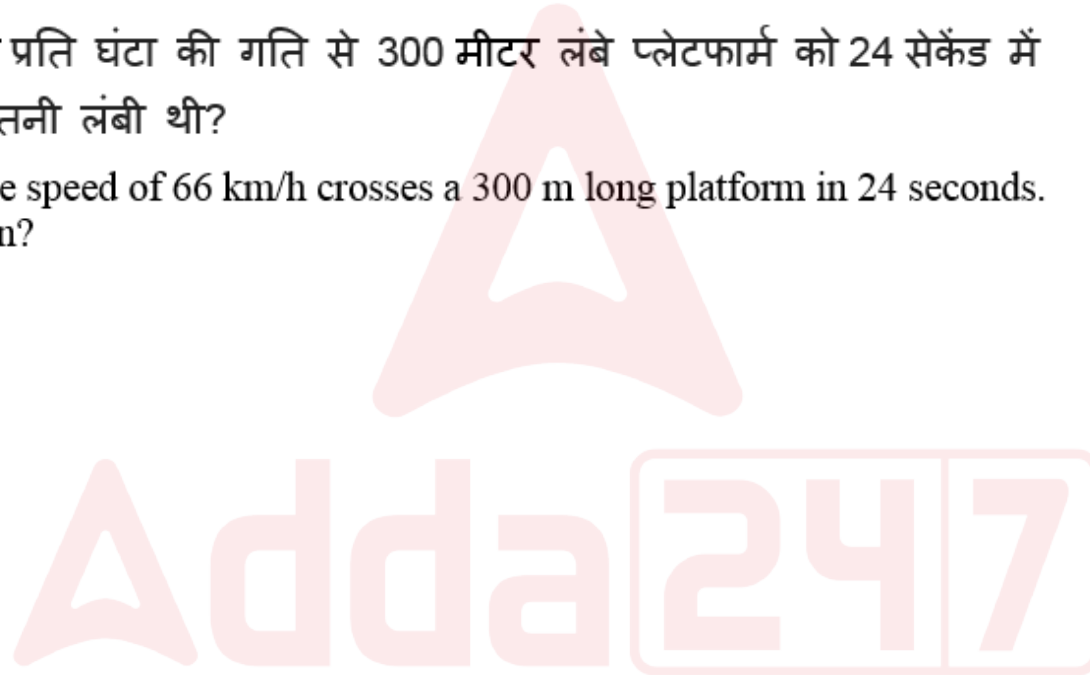 प्रति घंटा की गति से 300 मीटर लंबे प्लेटफार्म को 24 सेकेंड में
तनी लंबी थी?
e speed of 66 km/h crosses a 300 m long platform in 24 seconds.
n?
Adda247